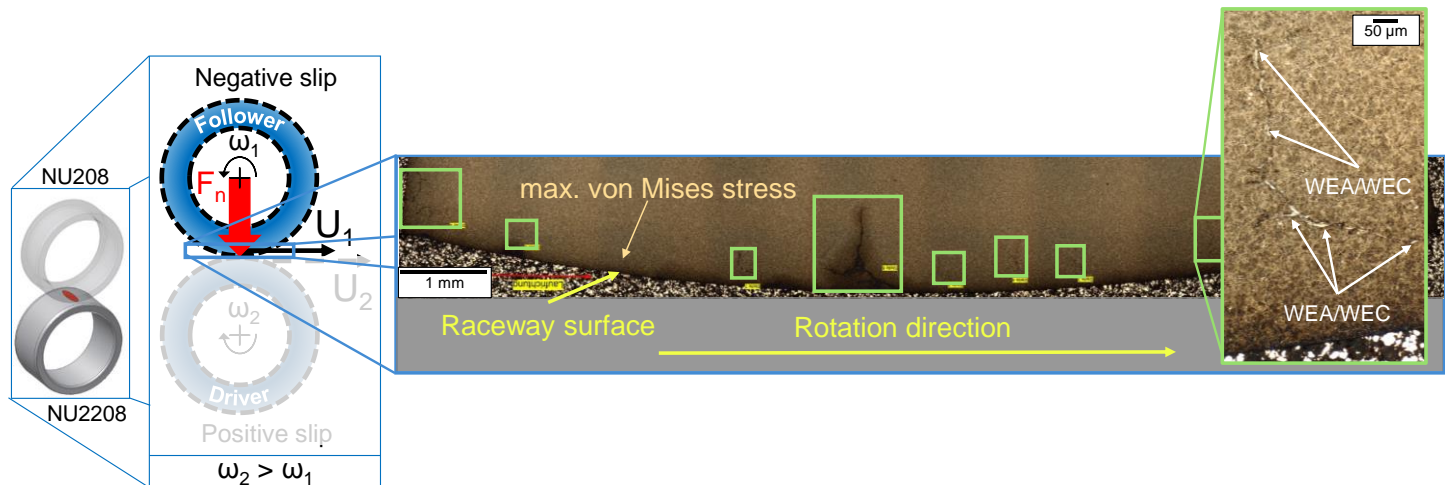 Negative slip
Follower
ω1
Fn
U1
U2
ω2
Driver
Positive slip
ω2 > ω1
NU208
NU2208
max. von Mises stress
1 mm
Laufrichtung
Raceway surface
Rotation direction
50 µm
WEA/WEC
WEA/WEC